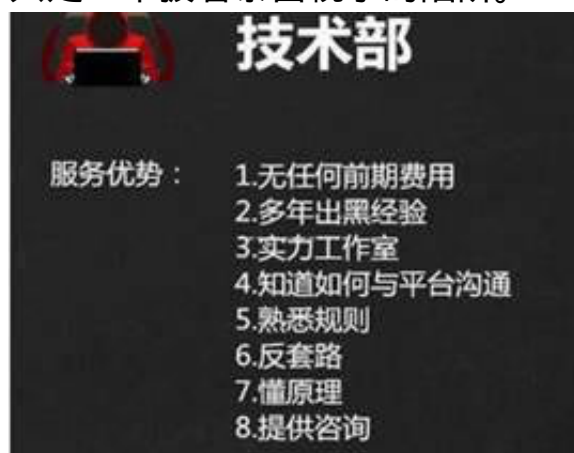 技术部
服务优势：
1.无任何前期费用
2.多年出黑经验
3.实力工作室
4.知道如何与平台沟通
5.熟悉规则
6.反套路
7.懂原理
8.提供咨询